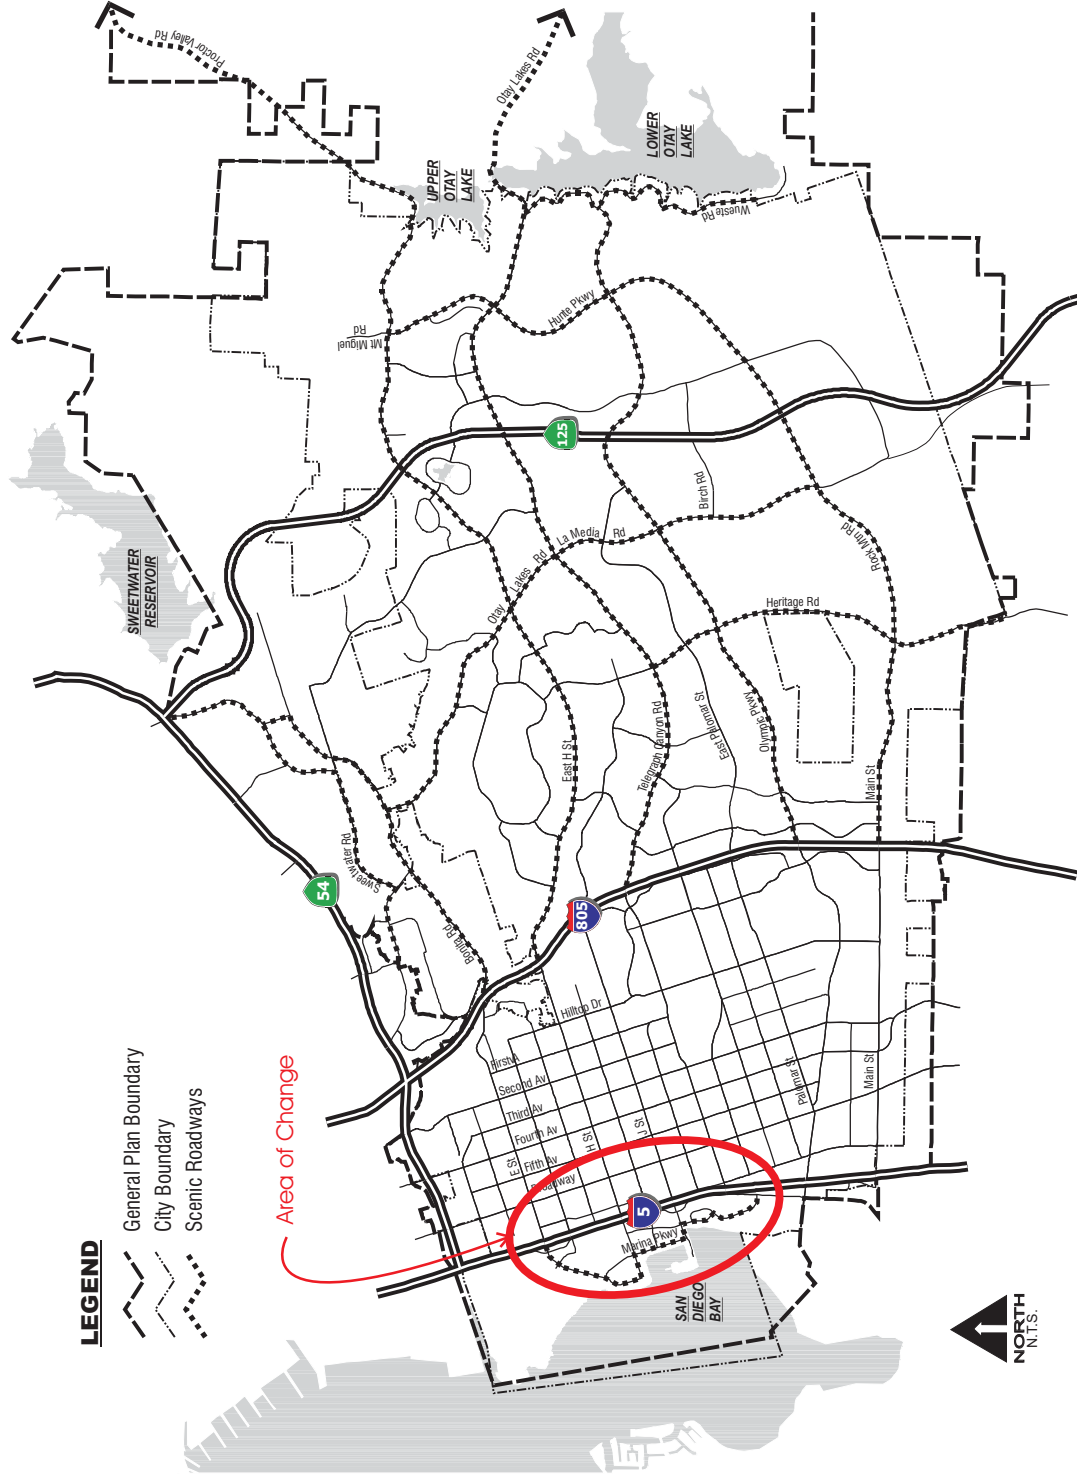 LEGEND
General Plan Boundary
City Boundary
Scenic Roadways
Area of Change
Proctor Valley Rd
Otay Lakes Rd
UPPER
OTAY
LAKE
LOWER
OTAY
LAKE
Wueste Rd
Mt Miguel
Rd
Hunte Pkwy
SWEETWATER
RESERVOIR
125
Birch Rd
La Media Rd
Otay Lakes Rd
Rock Mtn Rd
Heritage Rd
East H St
Telegraph Canyon Rd
East Palomar St
Olympic Pkwy
Main St
Sweetwater Rd
54
Bonita Rd
805
Hilltop Dr
First A
Second Av
Third Av
Fourth Av
Fifth Av
Broadway
E St
H St
J St
Palomar St
Main St
5
Marina Pkwy
SAN
DIEGO
BAY
NORTH
N.T.S.